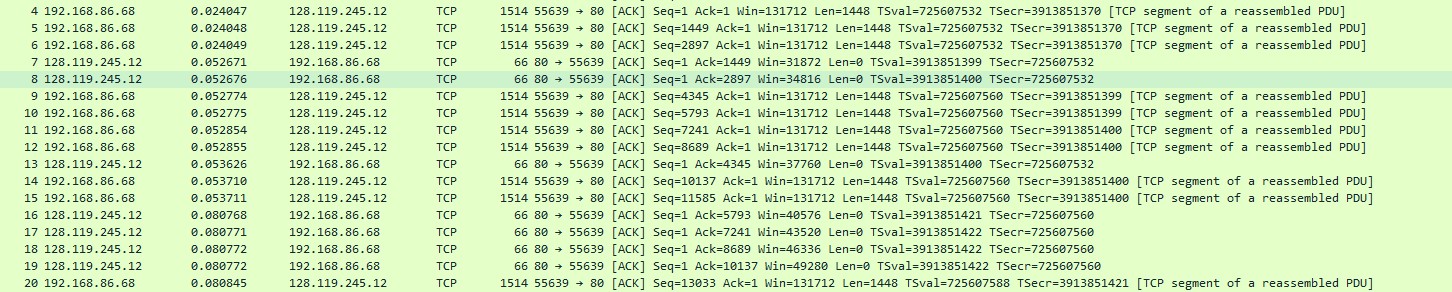 4 192.168.86.68 0.024047 128.119.245.12 TCP 1514 55639 → 80 [ACK] Seq=1 Ack=1 Win=131712 Len=1448 TSval=725607532 TSecr=3913851370 [TCP segment of a reassembled PDU]
5 192.168.86.68 0.024048 128.119.245.12 TCP 1514 55639 → 80 [ACK] Seq=1449 Ack=1 Win=131712 Len=1448 TSval=725607532 TSecr=3913851370 [TCP segment of a reassembled PDU]
6 192.168.86.68 0.024049 128.119.245.12 TCP 1514 55639 → 80 [ACK] Seq=2897 Ack=1 Win=131712 Len=1448 TSval=725607532 TSecr=3913851370 [TCP segment of a reassembled PDU]
7 128.119.245.12 0.052671 192.168.86.68 TCP 66 80 → 55639 [ACK] Seq=1 Ack=1449 Win=31872 Len=0 TSval=3913851399 TSecr=725607532
8 128.119.245.12 0.052676 192.168.86.68 TCP 66 80 → 55639 [ACK] Seq=1 Ack=2897 Win=34816 Len=0 TSval=3913851400 TSecr=725607532
9 192.168.86.68 0.052774 128.119.245.12 TCP 1514 55639 → 80 [ACK] Seq=4345 Ack=1 Win=131712 Len=1448 TSval=725607560 TSecr=3913851399 [TCP segment of a reassembled PDU]
10 192.168.86.68 0.052775 128.119.245.12 TCP 1514 55639 → 80 [ACK] Seq=5793 Ack=1 Win=131712 Len=1448 TSval=725607560 TSecr=3913851399 [TCP segment of a reassembled PDU]
11 192.168.86.68 0.052854 128.119.245.12 TCP 1514 55639 → 80 [ACK] Seq=7241 Ack=1 Win=131712 Len=1448 TSval=725607560 TSecr=3913851400 [TCP segment of a reassembled PDU]
12 192.168.86.68 0.052855 128.119.245.12 TCP 1514 55639 → 80 [ACK] Seq=8689 Ack=1 Win=131712 Len=1448 TSval=725607560 TSecr=3913851400 [TCP segment of a reassembled PDU]
13 128.119.245.12 0.053626 192.168.86.68 TCP 66 80 → 55639 [ACK] Seq=1 Ack=4345 Win=37760 Len=0 TSval=3913851400 TSecr=725607532
14 192.168.86.68 0.053710 128.119.245.12 TCP 1514 55639 → 80 [ACK] Seq=10137 Ack=1 Win=131712 Len=1448 TSval=725607560 TSecr=3913851400 [TCP segment of a reassembled PDU]
15 192.168.86.68 0.053711 128.119.245.12 TCP 1514 55639 → 80 [ACK] Seq=11585 Ack=1 Win=131712 Len=1448 TSval=725607560 TSecr=3913851400 [TCP segment of a reassembled PDU]
16 128.119.245.12 0.080768 192.168.86.68 TCP 66 80 → 55639 [ACK] Seq=1 Ack=5793 Win=40576 Len=0 TSval=3913851421 TSecr=725607560
17 128.119.245.12 0.080771 192.168.86.68 TCP 66 80 → 55639 [ACK] Seq=1 Ack=7241 Win=43520 Len=0 TSval=3913851422 TSecr=725607560
18 128.119.245.12 0.080772 192.168.86.68 TCP 66 80 → 55639 [ACK] Seq=1 Ack=8689 Win=46336 Len=0 TSval=3913851422 TSecr=725607560
19 128.119.245.12 0.080772 192.168.86.68 TCP 66 80 → 55639 [ACK] Seq=1 Ack=10137 Win=49280 Len=0 TSval=3913851422 TSecr=725607560
20 192.168.86.68 0.080845 128.119.245.12 TCP 1514 55639 → 80 [ACK] Seq=13033 Ack=1 Win=131712 Len=1448 TSval=725607588 TSecr=3913851421 [TCP segment of a reassembled PDU]